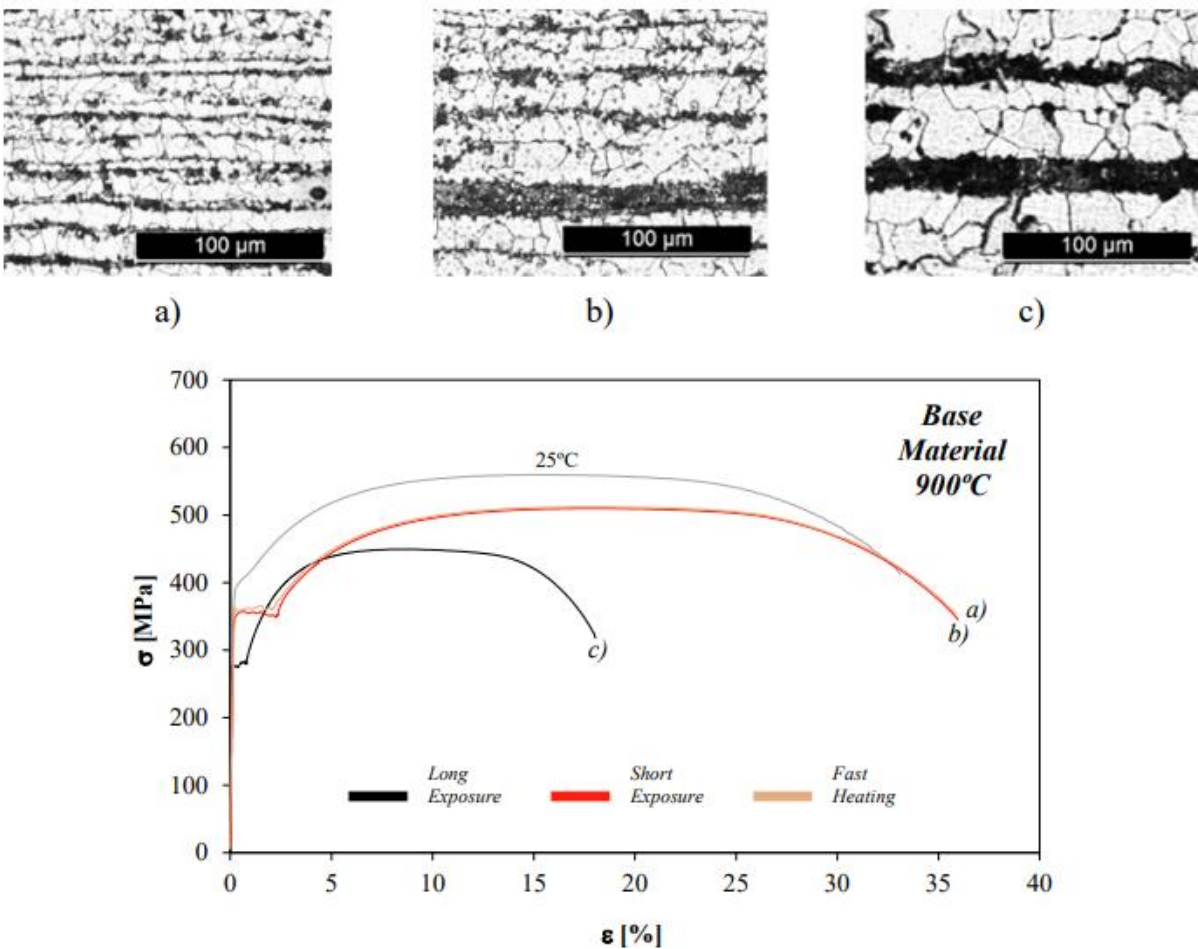 100 µm
100 µm
100 µm
a)
b)
c)
700
600
500
400
300
200
100
0
σ [MPa]
25ºC
Base
Material
900ºC
a)
b)
c)
Long
Exposure
Short
Exposure
Fast
Heating
0 5 10 15 20 25 30 35 40
ε [%]